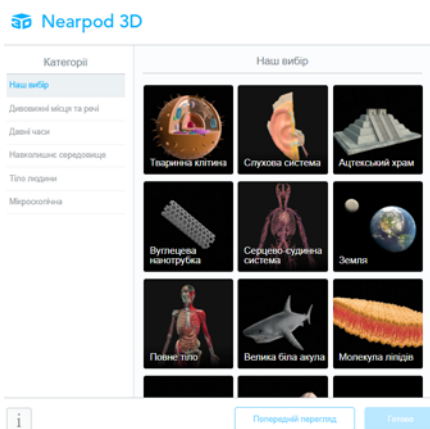 Nearpod 3D
Категорії
Наш вибір
Дивовижні місця та речі
Давні часи
Навколишнє середовище
Тіло людини
Мікроскопічна
Наш вибір
Тваринна клітина
Слухова система
Ацтекський храм
Вуглецева
нанотрубка
Серцево-судинна
система
Земля
Повне тіло
Велика біла акула
Молекула ліпідів
i
Попередній перегляд
Готово